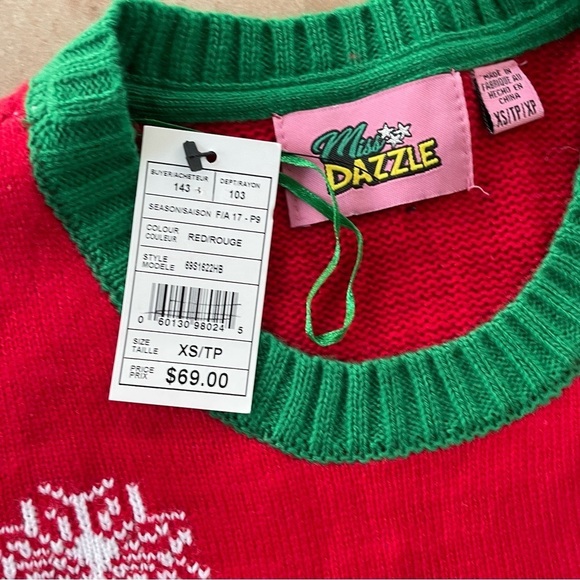 BUYER/ACHETEUR
143
DEPT/RAYON
103
SEASON/SAISON F/A 17 - P9
COLOUR
COULEUR
RED/ROUGE
STYLE
MODELE
69S1622HB
0 60130 98024 5
SIZE
TAILLE
XS/TP
PRICE
PRIX
$69.00
Miss
DAZZLE
MADE IN
FABRIQUE AU
HECHO EN
CHINA
XS/TP/XP